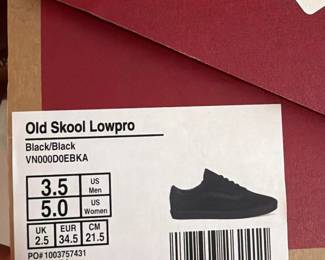 Old Skool Lowpro
Black/Black
VN000D0EBKA
3.5 US Men
5.0 US Women
UK EUR CM
2.5 34.5 21.5
PO#1003757431